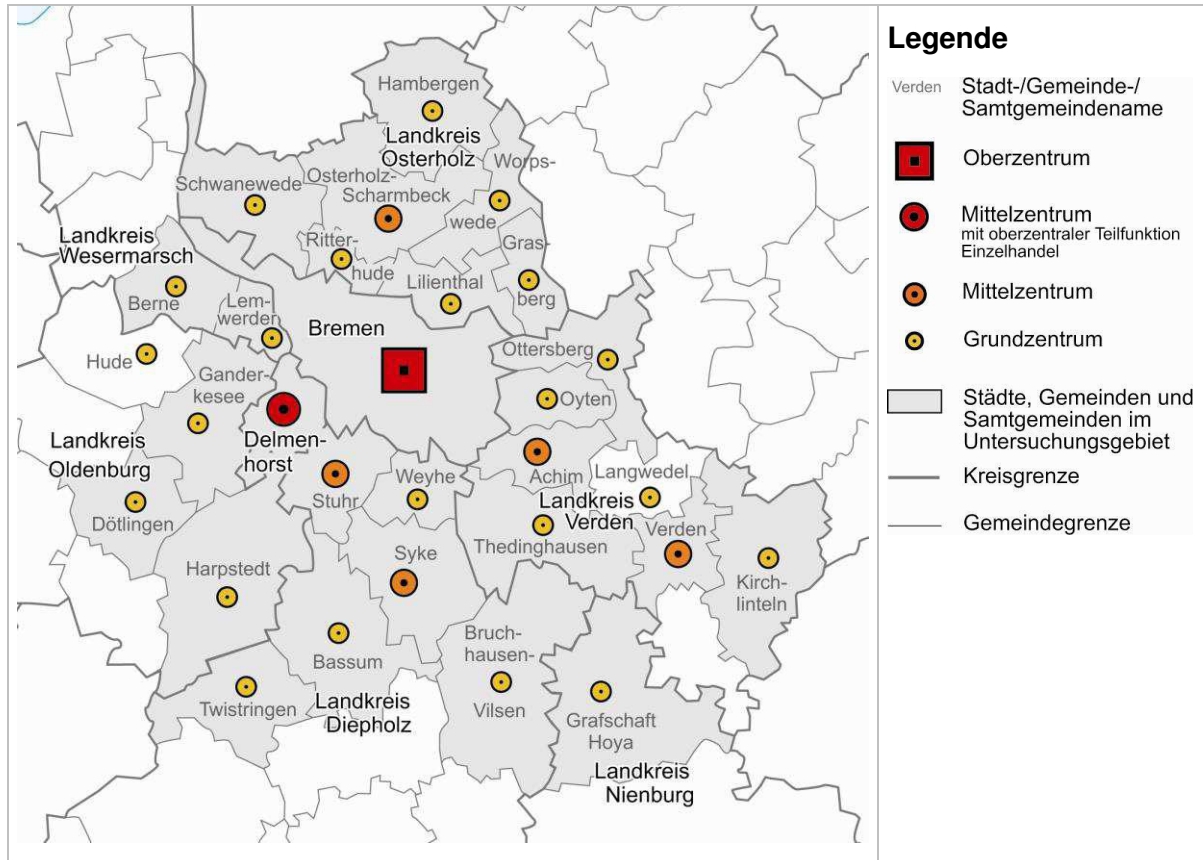 Hambergen
Landkreis
Osterholz
Worps-
wede
Schwanewede
Osterholz-
Scharmbeck
Ritter-
hude
Gras-
berg
Lilienthal
Landkreis
Wesermarsch
Berne
Lem-
werder
Bremen
Hude
Ottersberg
Gander-
kesee
Oyten
Landkreis
Oldenburg
Delmen-
horst
Achim
Langwedel
Stuhr
Weyhe
Landkreis
Verden
Verden
Dötlingen
Thedinghausen
Syke
Harpstedt
Kirch-
linteln
Bassum
Bruch-
hausen-
Vilsen
Twistringen
Landkreis
Diepholz
Grafschaft
Hoya
Landkreis
Nienburg
Legende
Verden Stadt-/Gemeinde-/
Samtgemeindename
Oberzentrum
Mittelzentrum
mit oberzentraler Teilfunktion
Einzelhandel
Mittelzentrum
Grundzentrum
Städte, Gemeinden und
Samtgemeinden im
Untersuchungsgebiet
Kreisgrenze
Gemeindegrenze